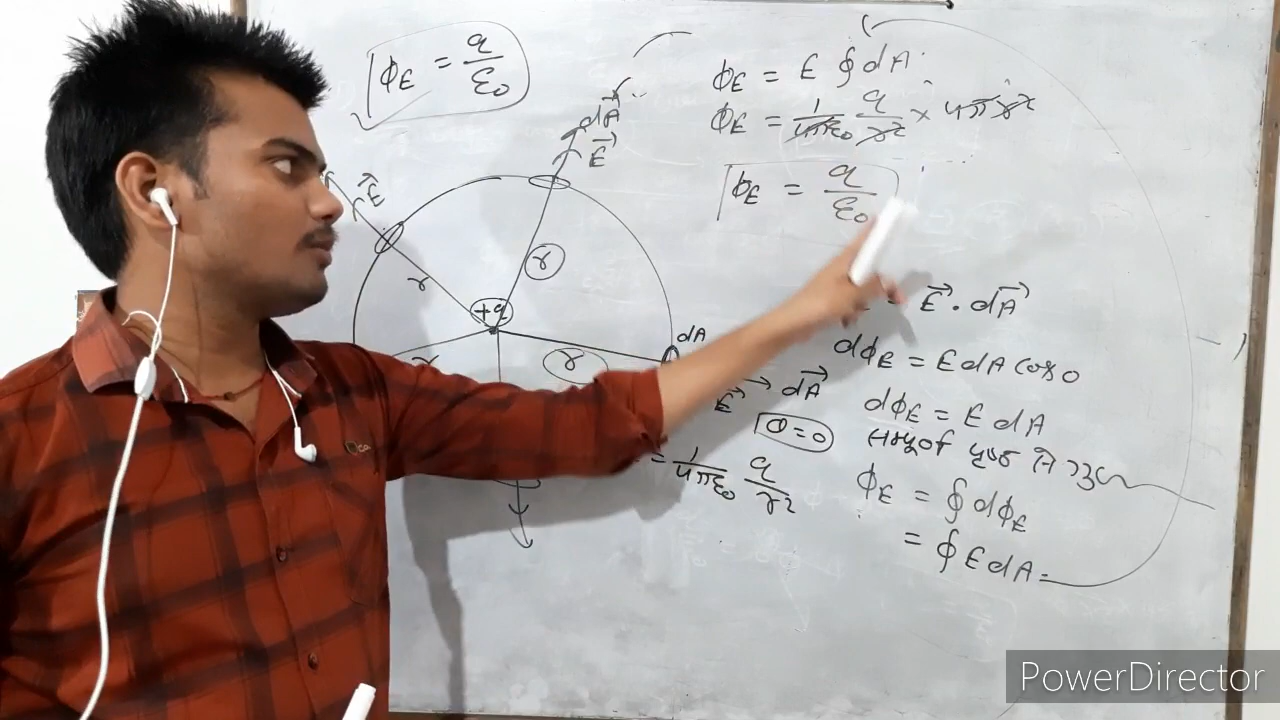 ΦE = q/ε0
dA⃗
E⃗
E⃗
r
r
+q
r
r
dA
E⃗ dA⃗
θ=0
= 1/4πε0 q/r²
ΦE = E ∮ dA
ΦE = 1/4πε0 q/r² × 4πr²
ΦE = q/ε0
= E⃗ . dA⃗
dΦE = E dA cos 0
dΦE = E dA
ΦE = ∮ dΦE
= ∮ E dA
PowerDirector